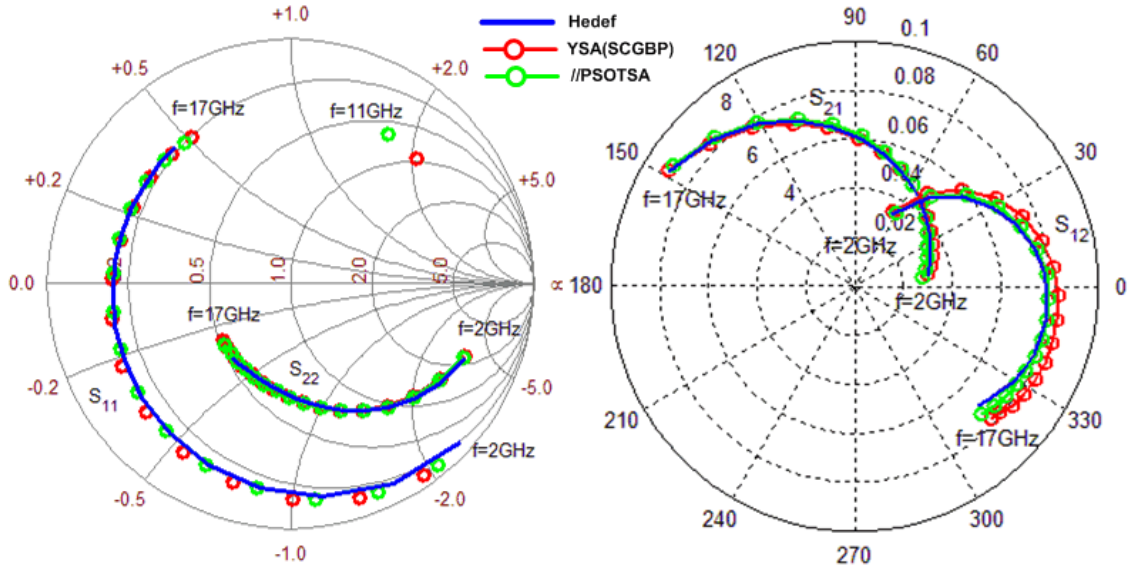 Hedef
YSA(SCGBP)
//PSOTSA
+1.0
+0.5
+2.0
f=17GHz
f=11GHz
+0.2
+5.0
0.0
0.2
0.5
1.0
2.0
5.0
∝
f=17GHz
f=2GHz
S22
-0.2
-5.0
S11
f=2GHz
-0.5
-2.0
-1.0
90
0.1
120
60
0.08
8
S21
0.06
150
6
30
0.04
f=17GHz
4
0.02
S12
f=2GHz
180
f=2GHz
0
210
330
f=17GHz
240
300
270